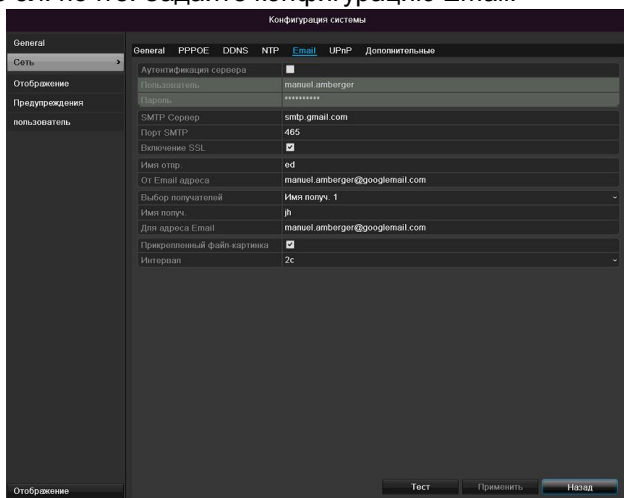 Конфигурация системы
General
Сеть
Отображение
Предупреждения
пользователь
General PPPOE DDNS NTP Email UPnP Дополнительные
Аутентификация сервера
Пользователь manuel.amberger
Пароль **********
SMTP Сервер smtp.gmail.com
Порт SMTP 465
Включение SSL
Имя отпр. ed
От Email адреса manuel.amberger@googlemail.com
Выбор получателей Имя получ. 1
Имя получ. jh
Для адреса Email manuel.amberger@googlemail.com
Прикрепленный файл-картинка
Интервал 2c
Отображение
Тест Применить Назад